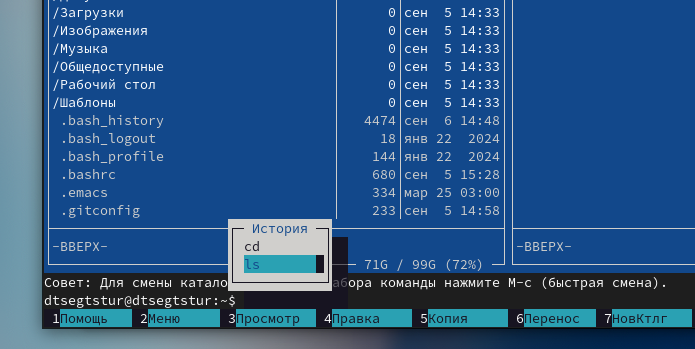 /Загрузки 0 сен 5 14:33
/Изображения 0 сен 5 14:33
/Музыка 0 сен 5 14:33
/Общедоступные 0 сен 5 14:33
/Рабочий стол 0 сен 5 14:33
/Шаблоны 0 сен 5 14:33
.bash_history 4474 сен 6 14:48
.bash_logout 18 янв 22 2024
.bash_profile 144 янв 22 2024
.bashrc 680 сен 5 15:28
.emacs 334 мар 25 03:00
.gitconfig 233 сен 5 14:58
-ВВЕРХ- -ВВЕРХ-
История
cd
ls
71G / 99G (72%)
Совет: Для смены катало абора команды нажмите M-c (быстрая смена).
dtsegtstur@dtsegtstur:~$
1Помощь 2Меню 3Просмотр 4Правка 5Копия 6Перенос 7НовКтлг